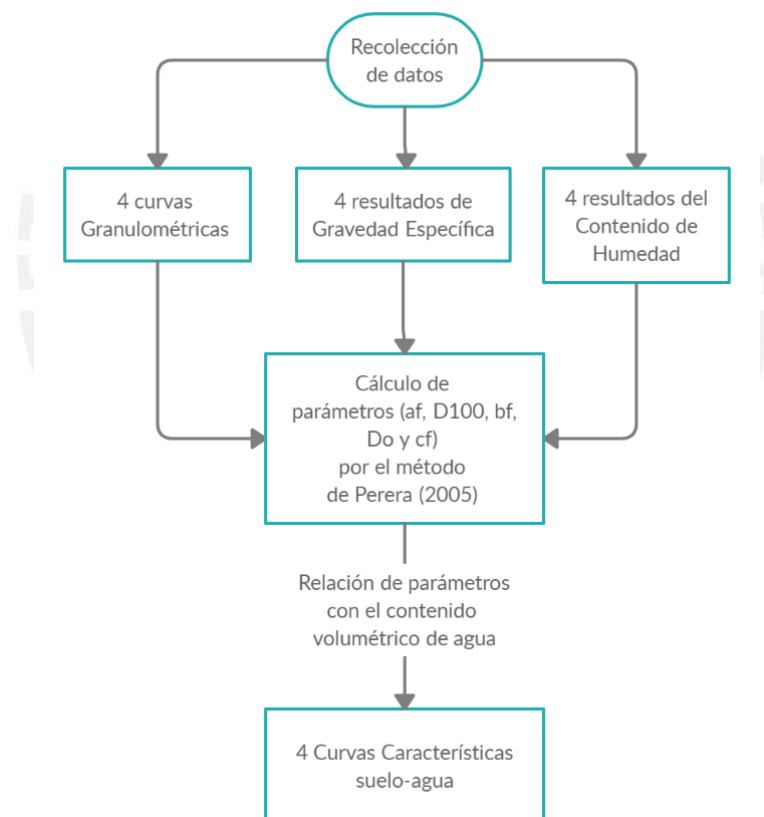 Recolección
de datos
4 curvas
Granulométricas
4 resultados de
Gravedad Específica
4 resultados del
Contenido de
Humedad
Cálculo de
parámetros (af, D100, bf,
Do y cf)
por el método
de Perera (2005)
Relación de parámetros
con el contenido
volumétrico de agua
4 Curvas Características
suelo-agua